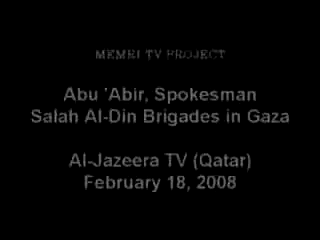 MEMRI TV PROJECT
Abu 'Abir, Spokesman
Salah Al-Din Brigades in Gaza
Al-Jazeera TV (Qatar)
February 18, 2008